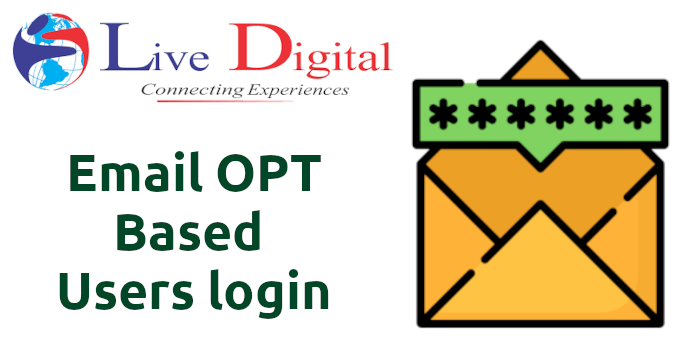 Live Digital
Connecting Experiences
******
Email OPT
Based
Users login